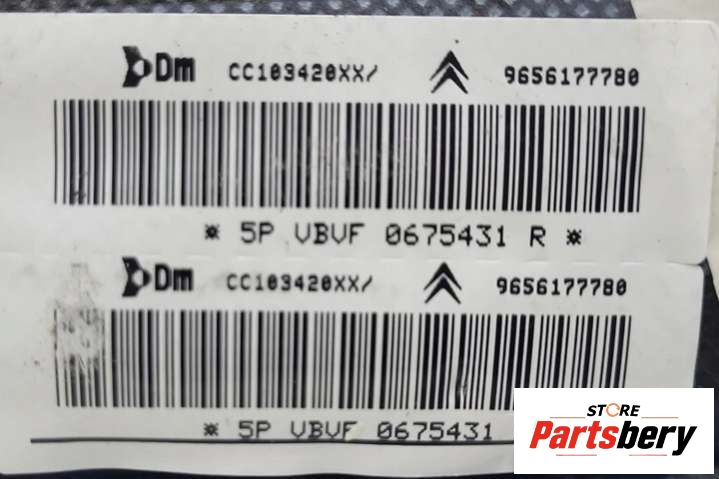 Dm CC103420XX/ 9656177780
※ 5P VBVF 0675431 R ※
Dm CC103420XX/ 9656177780
※ 5P VBVF 0675431
STORE
Partsbery